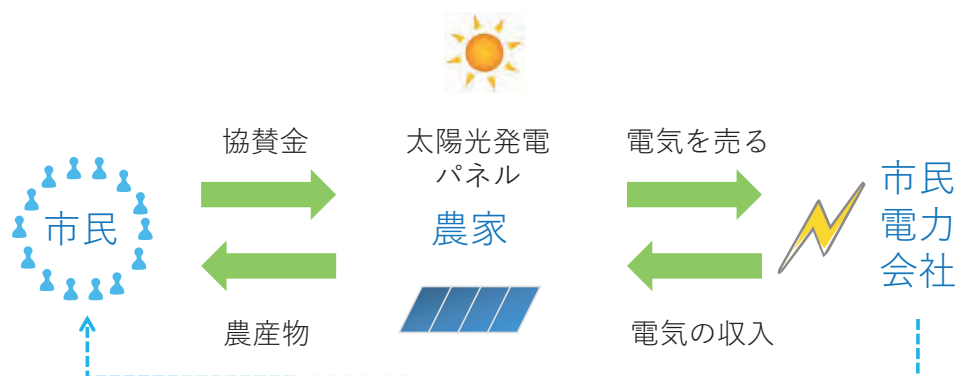 協賛金
太陽光発電
パネル
電気を売る
市民
農家
市民
電力
会社
農産物
電気の収入